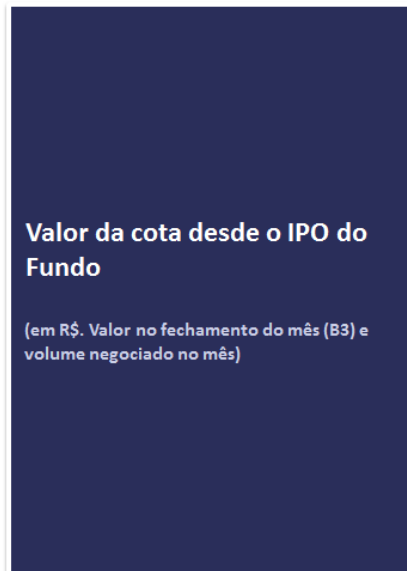 Valor da cota desde o IPO do
Fundo
(em R$. Valor no fechamento do mês (B3) e
volume negociado no mês)